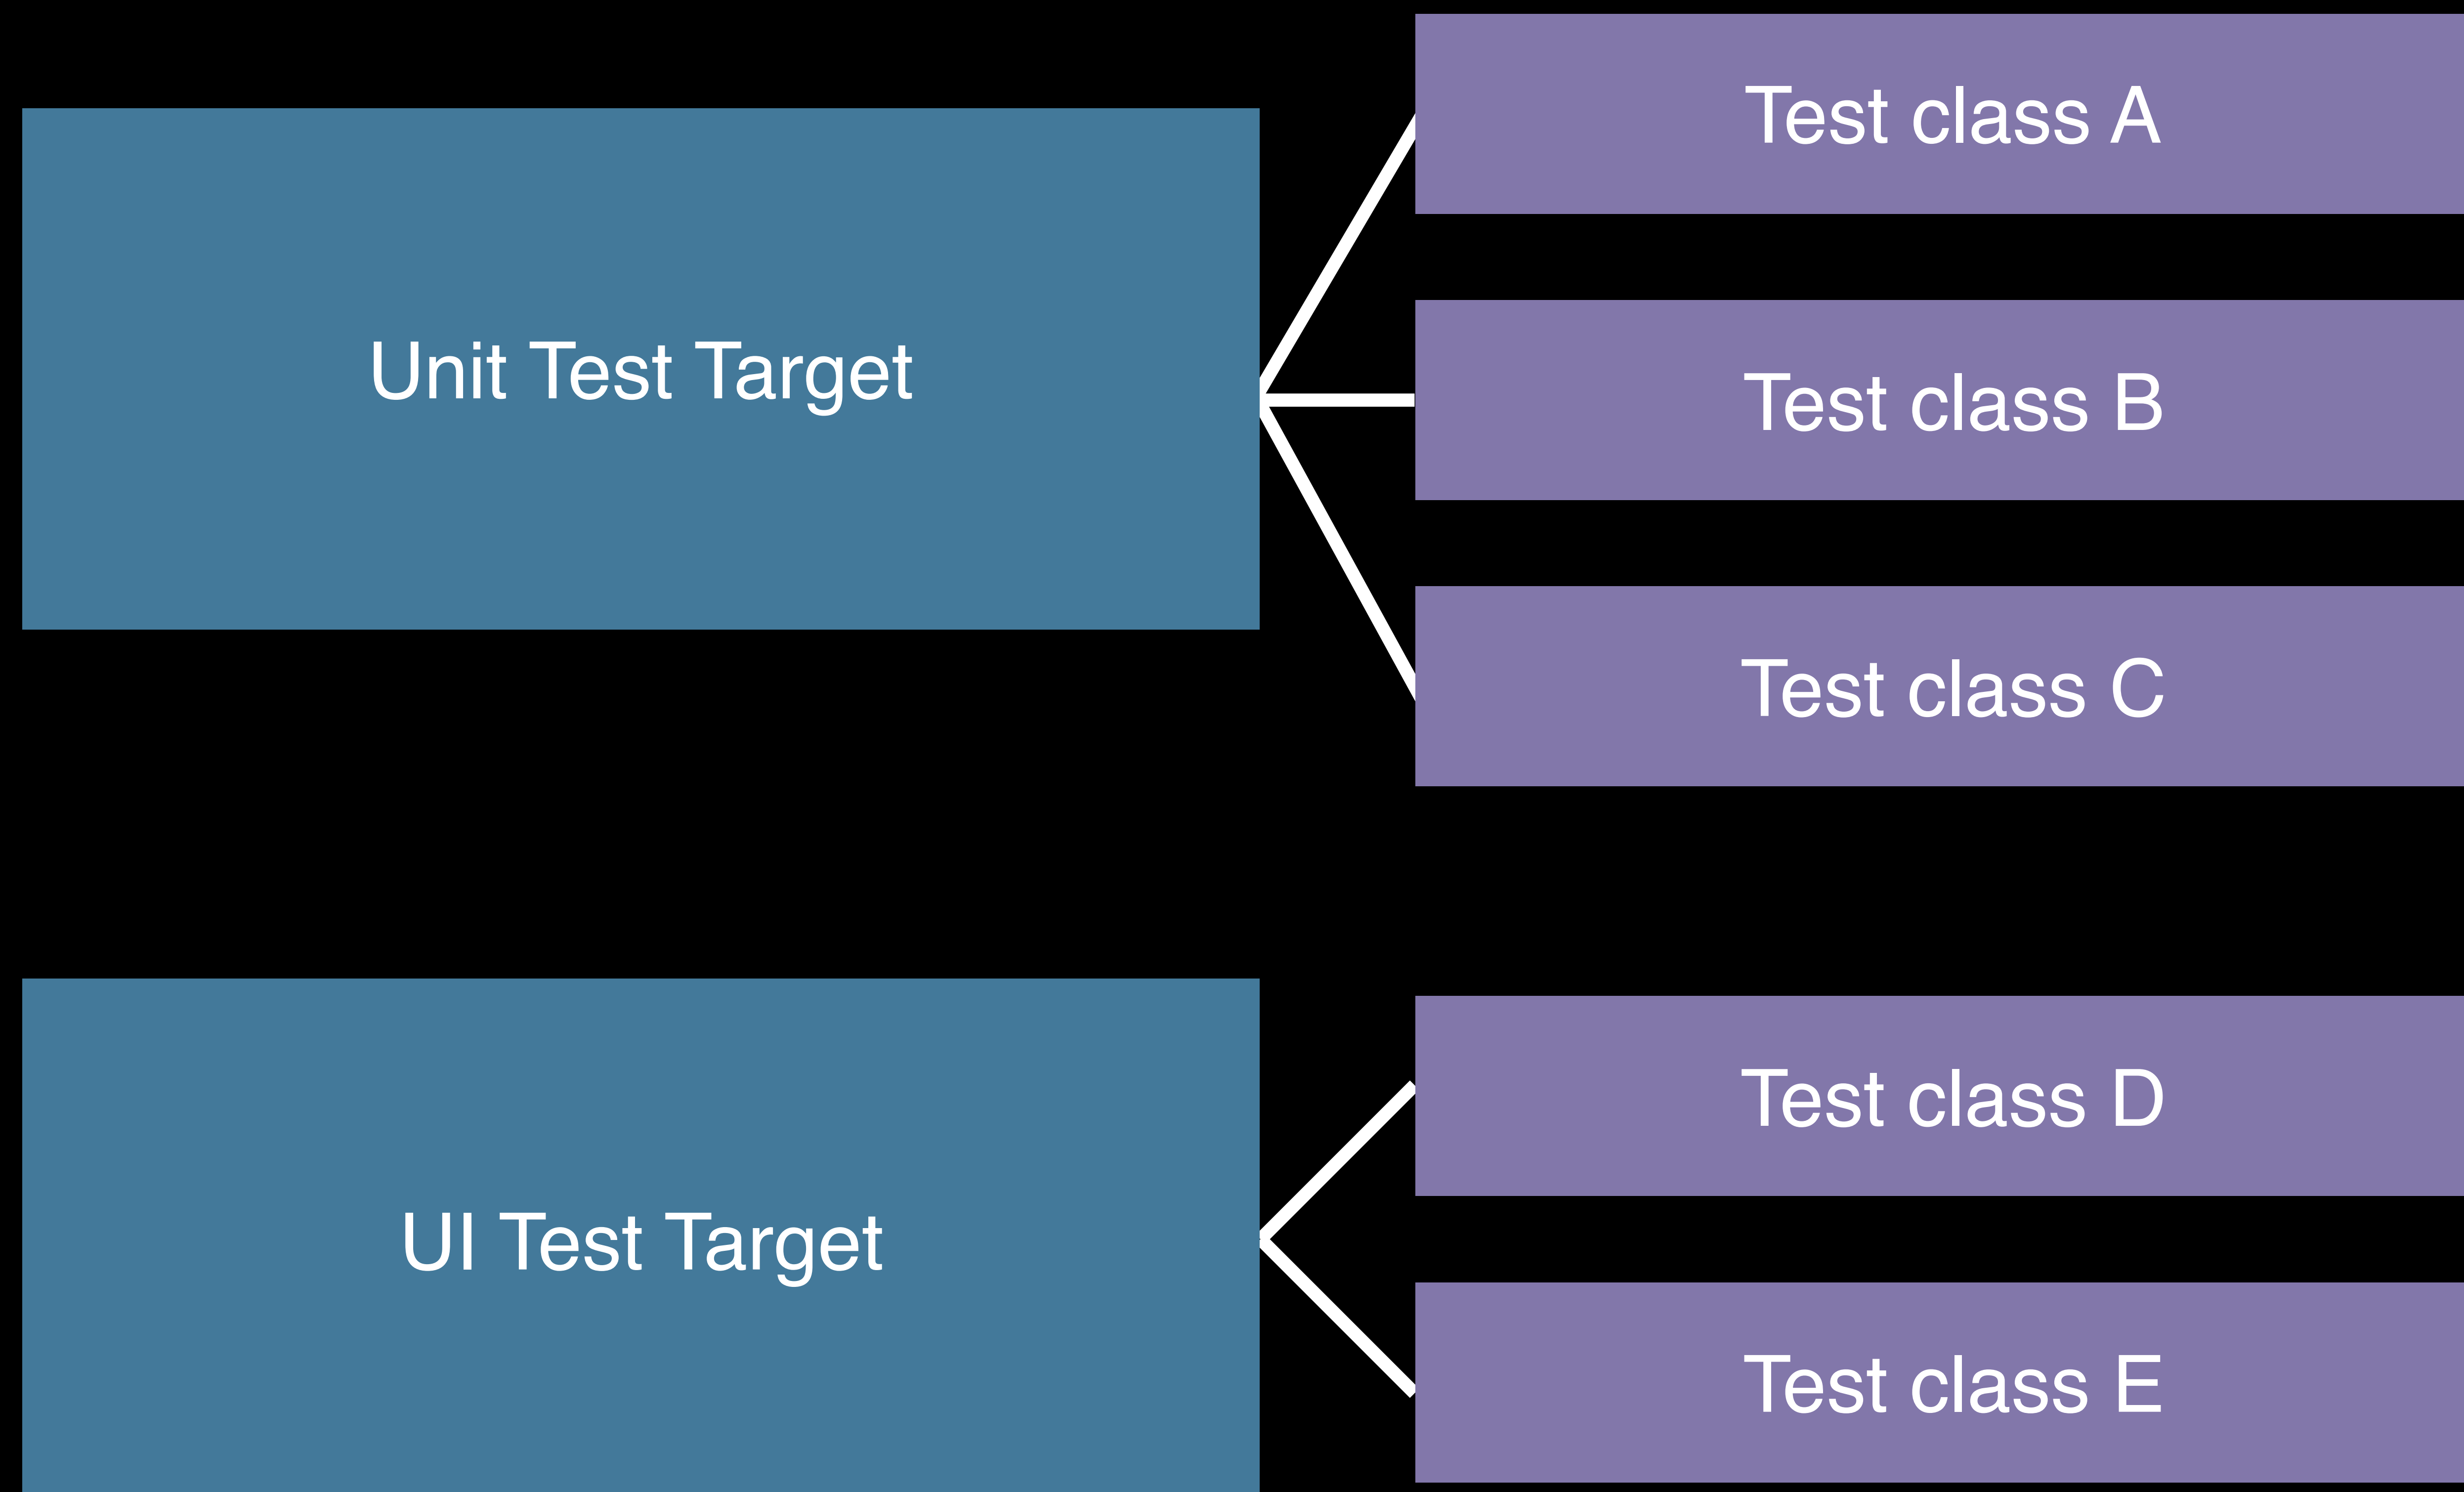 Unit Test Target
Test class A
Test class B
Test class C
UI Test Target
Test class D
Test class E